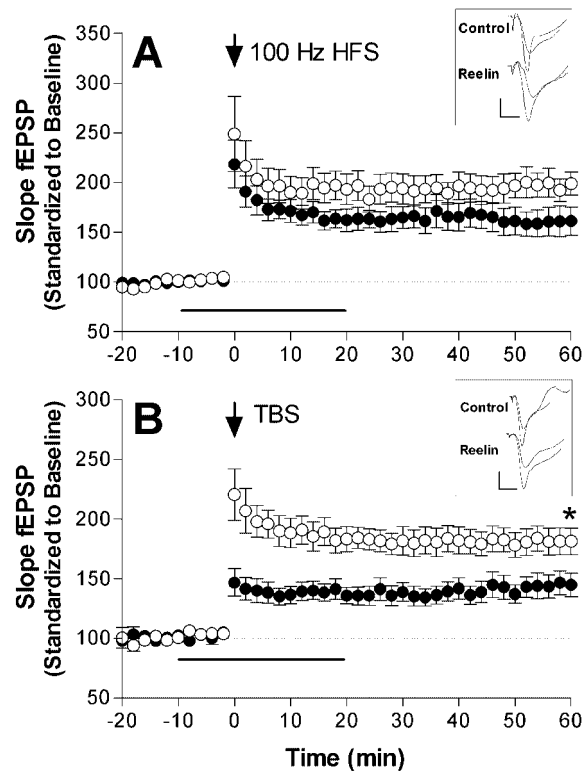 A
100 Hz HFS
Control
Reelin
Slope fEPSP
(Standardized to Baseline)
350
300
250
200
150
100
50
-20 -10 0 10 20 30 40 50 60
B
TBS
Control
Reelin
*
Slope fEPSP
(Standardized to Baseline)
300
250
200
150
100
50
-20 -10 0 10 20 30 40 50 60
Time (min)